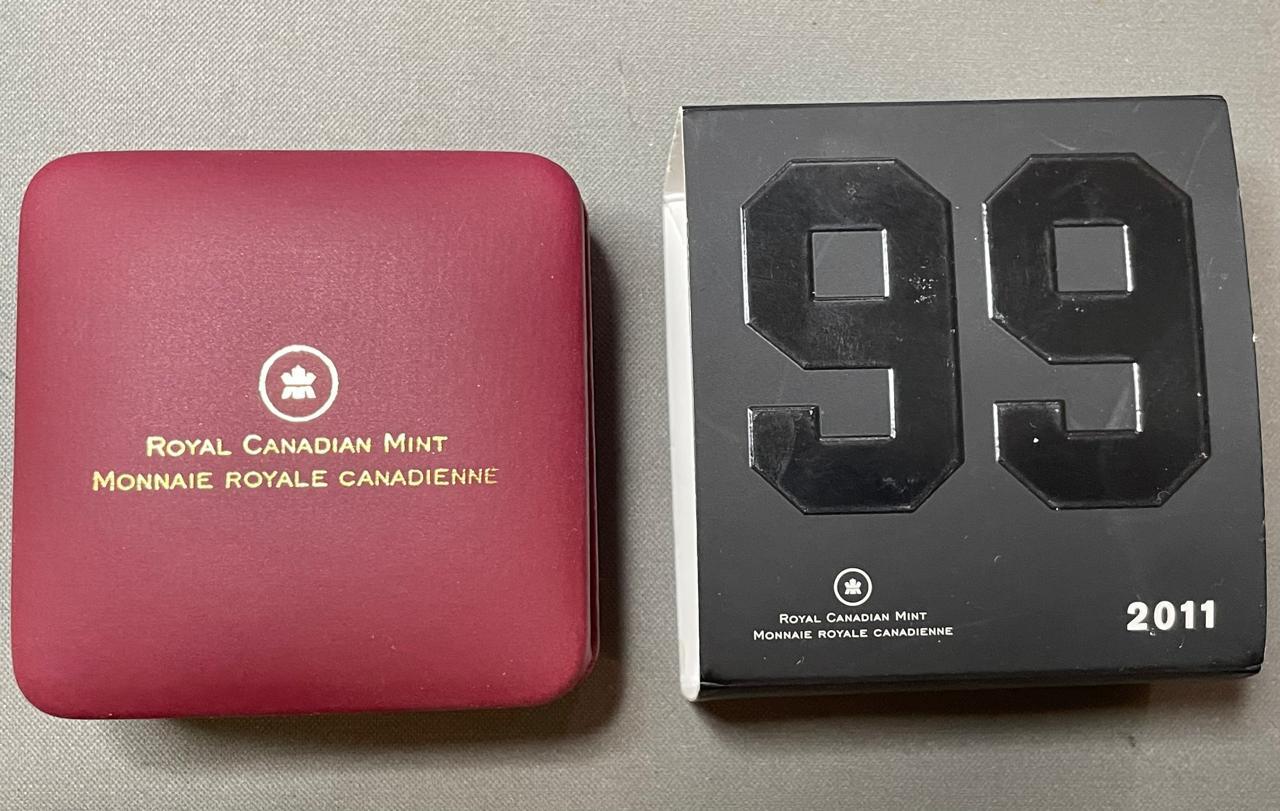 ROYAL CANADIAN MINT
MONNAIE ROYALE CANADIENNE
99
ROYAL CANADIAN MINT
MONNAIE ROYALE CANADIENNE
2011